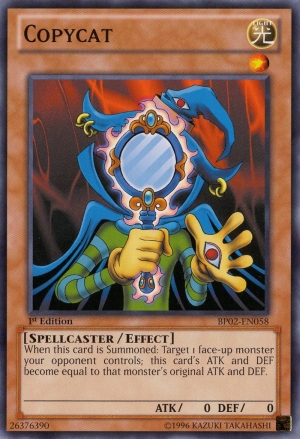 COPYCAT
LIGHT
光
1st Edition
BP02-EN058
[SPELLCASTER / EFFECT]
When this card is Summoned: Target 1 face-up monster
your opponent controls; this card's ATK and DEF
become equal to that monster's original ATK and DEF.
ATK/ 0 DEF/ 0
26376390
©1996 KAZUKI TAKAHASHI